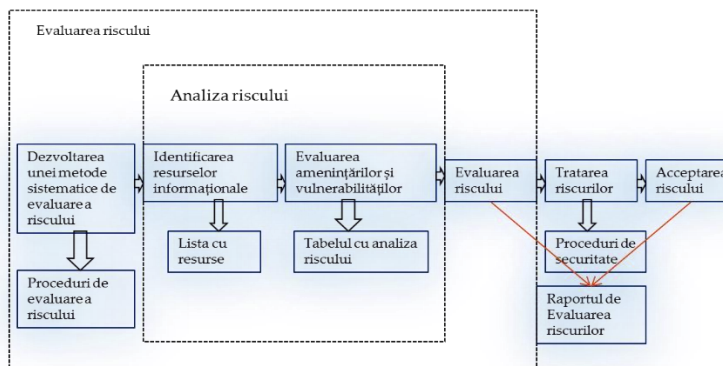 Evaluarea riscului
Analiza riscului
Dezvoltarea
unei metode
sistematice de
evaluare a
riscului
Identificarea
resurselor
informaționale
Evaluarea
amenințărilor și
vulnerabilităților
Evaluarea
riscului
Tratarea
riscurilor
Acceptarea
riscului
Lista cu
resurse
Tabelul cu analiza
riscului
Proceduri de
securitate
Proceduri de
evaluare a
riscului
Raportul de
Evaluarea
riscurilor